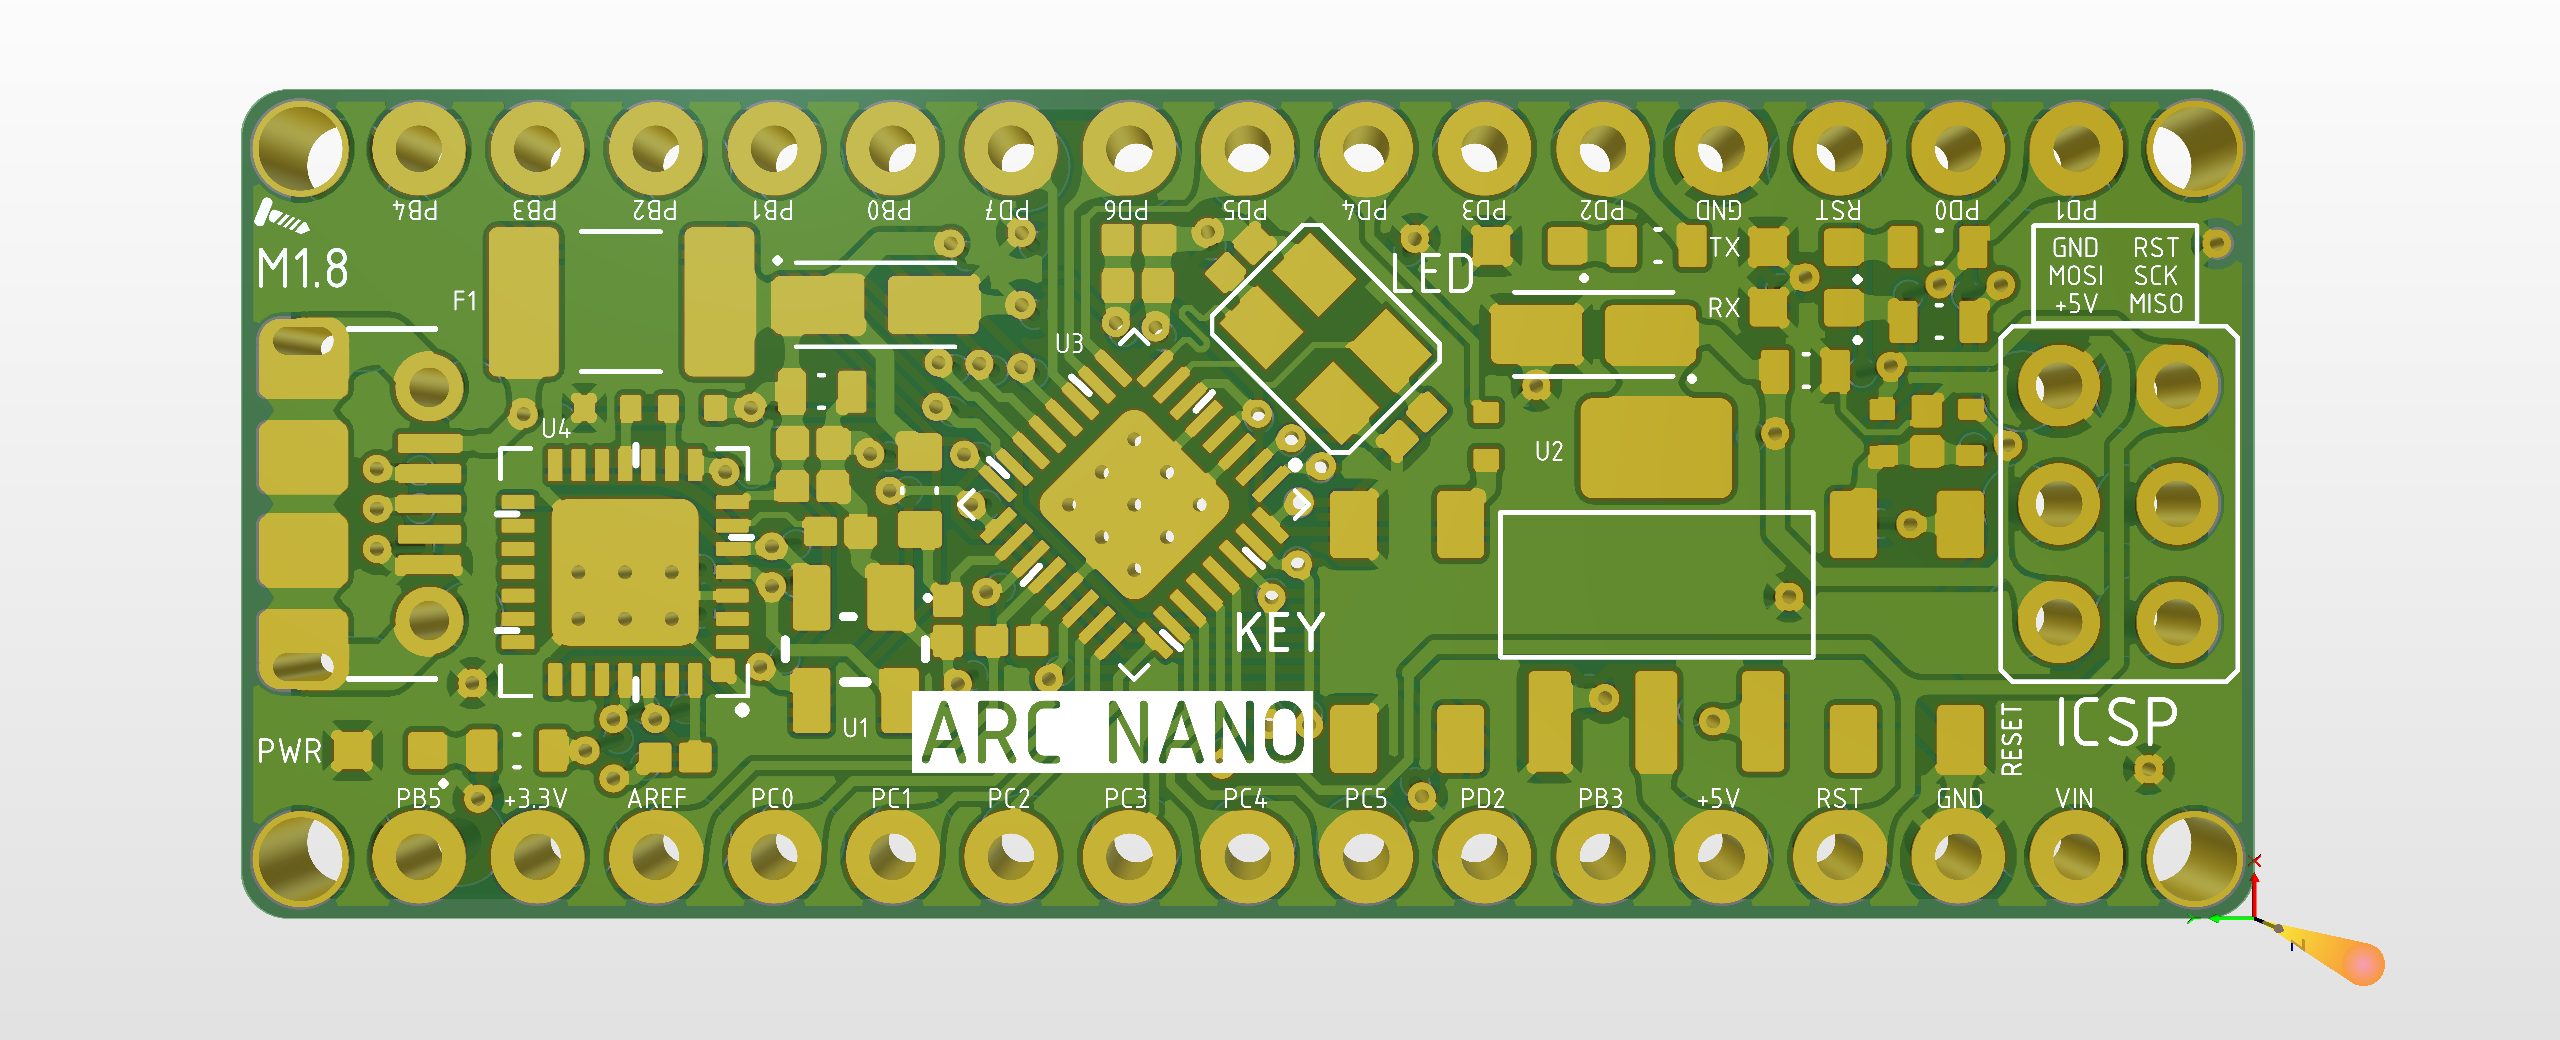 PB4 PB3 PB2 PB1 PB0 PD7 PD6 PD5 PD4 PD3 PD2 GND RST PD0 PD1
M1.8
F1
LED
TX
RX
GND RST
MOSI SCK
+5V MISO
U3
U4
U2
KEY
U1
ARC NANO
PWR
RESET
ICSP
PB5 +3.3V AREF PC0 PC1 PC2 PC3 PC4 PC5 PD2 PB3 +5V RST GND VIN